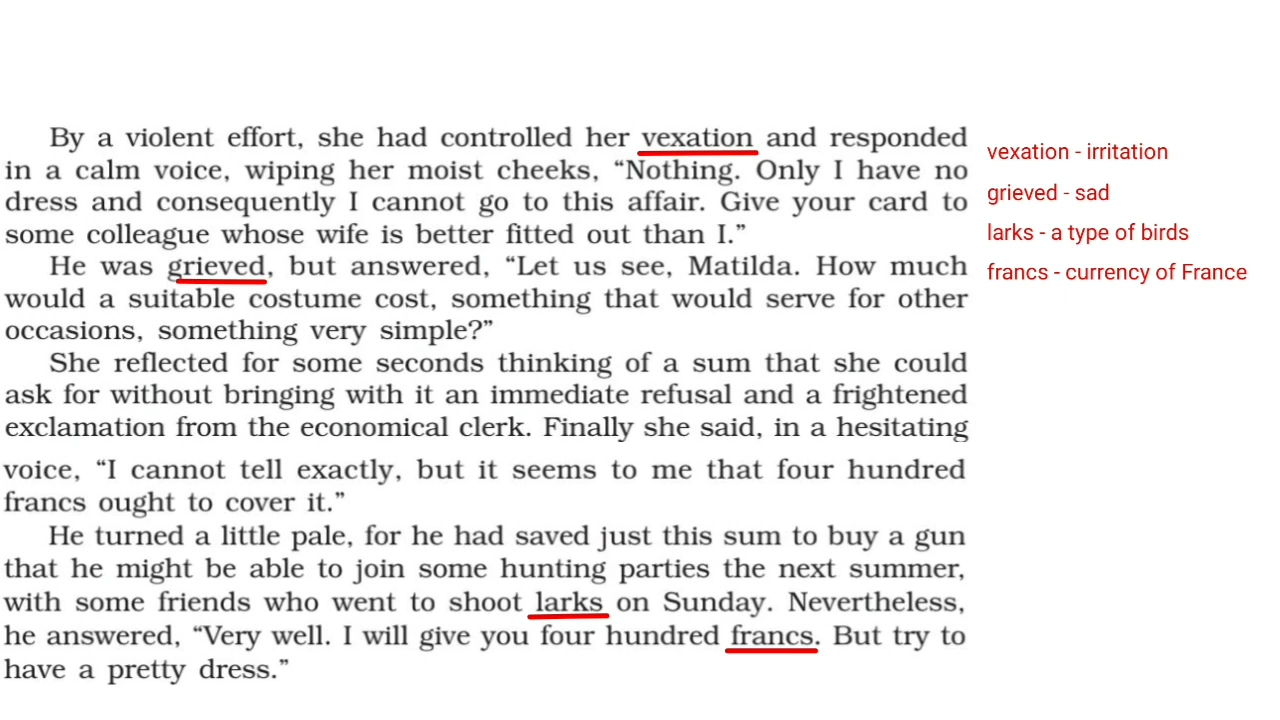 By a violent effort, she had controlled her vexation and responded
in a calm voice, wiping her moist cheeks, “Nothing. Only I have no
dress and consequently I cannot go to this affair. Give your card to
some colleague whose wife is better fitted out than I.”
He was grieved, but answered, “Let us see, Matilda. How much
would a suitable costume cost, something that would serve for other
occasions, something very simple?”
She reflected for some seconds thinking of a sum that she could
ask for without bringing with it an immediate refusal and a frightened
exclamation from the economical clerk. Finally she said, in a hesitating
voice, “I cannot tell exactly, but it seems to me that four hundred
francs ought to cover it.”
He turned a little pale, for he had saved just this sum to buy a gun
that he might be able to join some hunting parties the next summer,
with some friends who went to shoot larks on Sunday. Nevertheless,
he answered, “Very well. I will give you four hundred francs. But try to
have a pretty dress.”
vexation - irritation
grieved - sad
larks - a type of birds
francs - currency of France